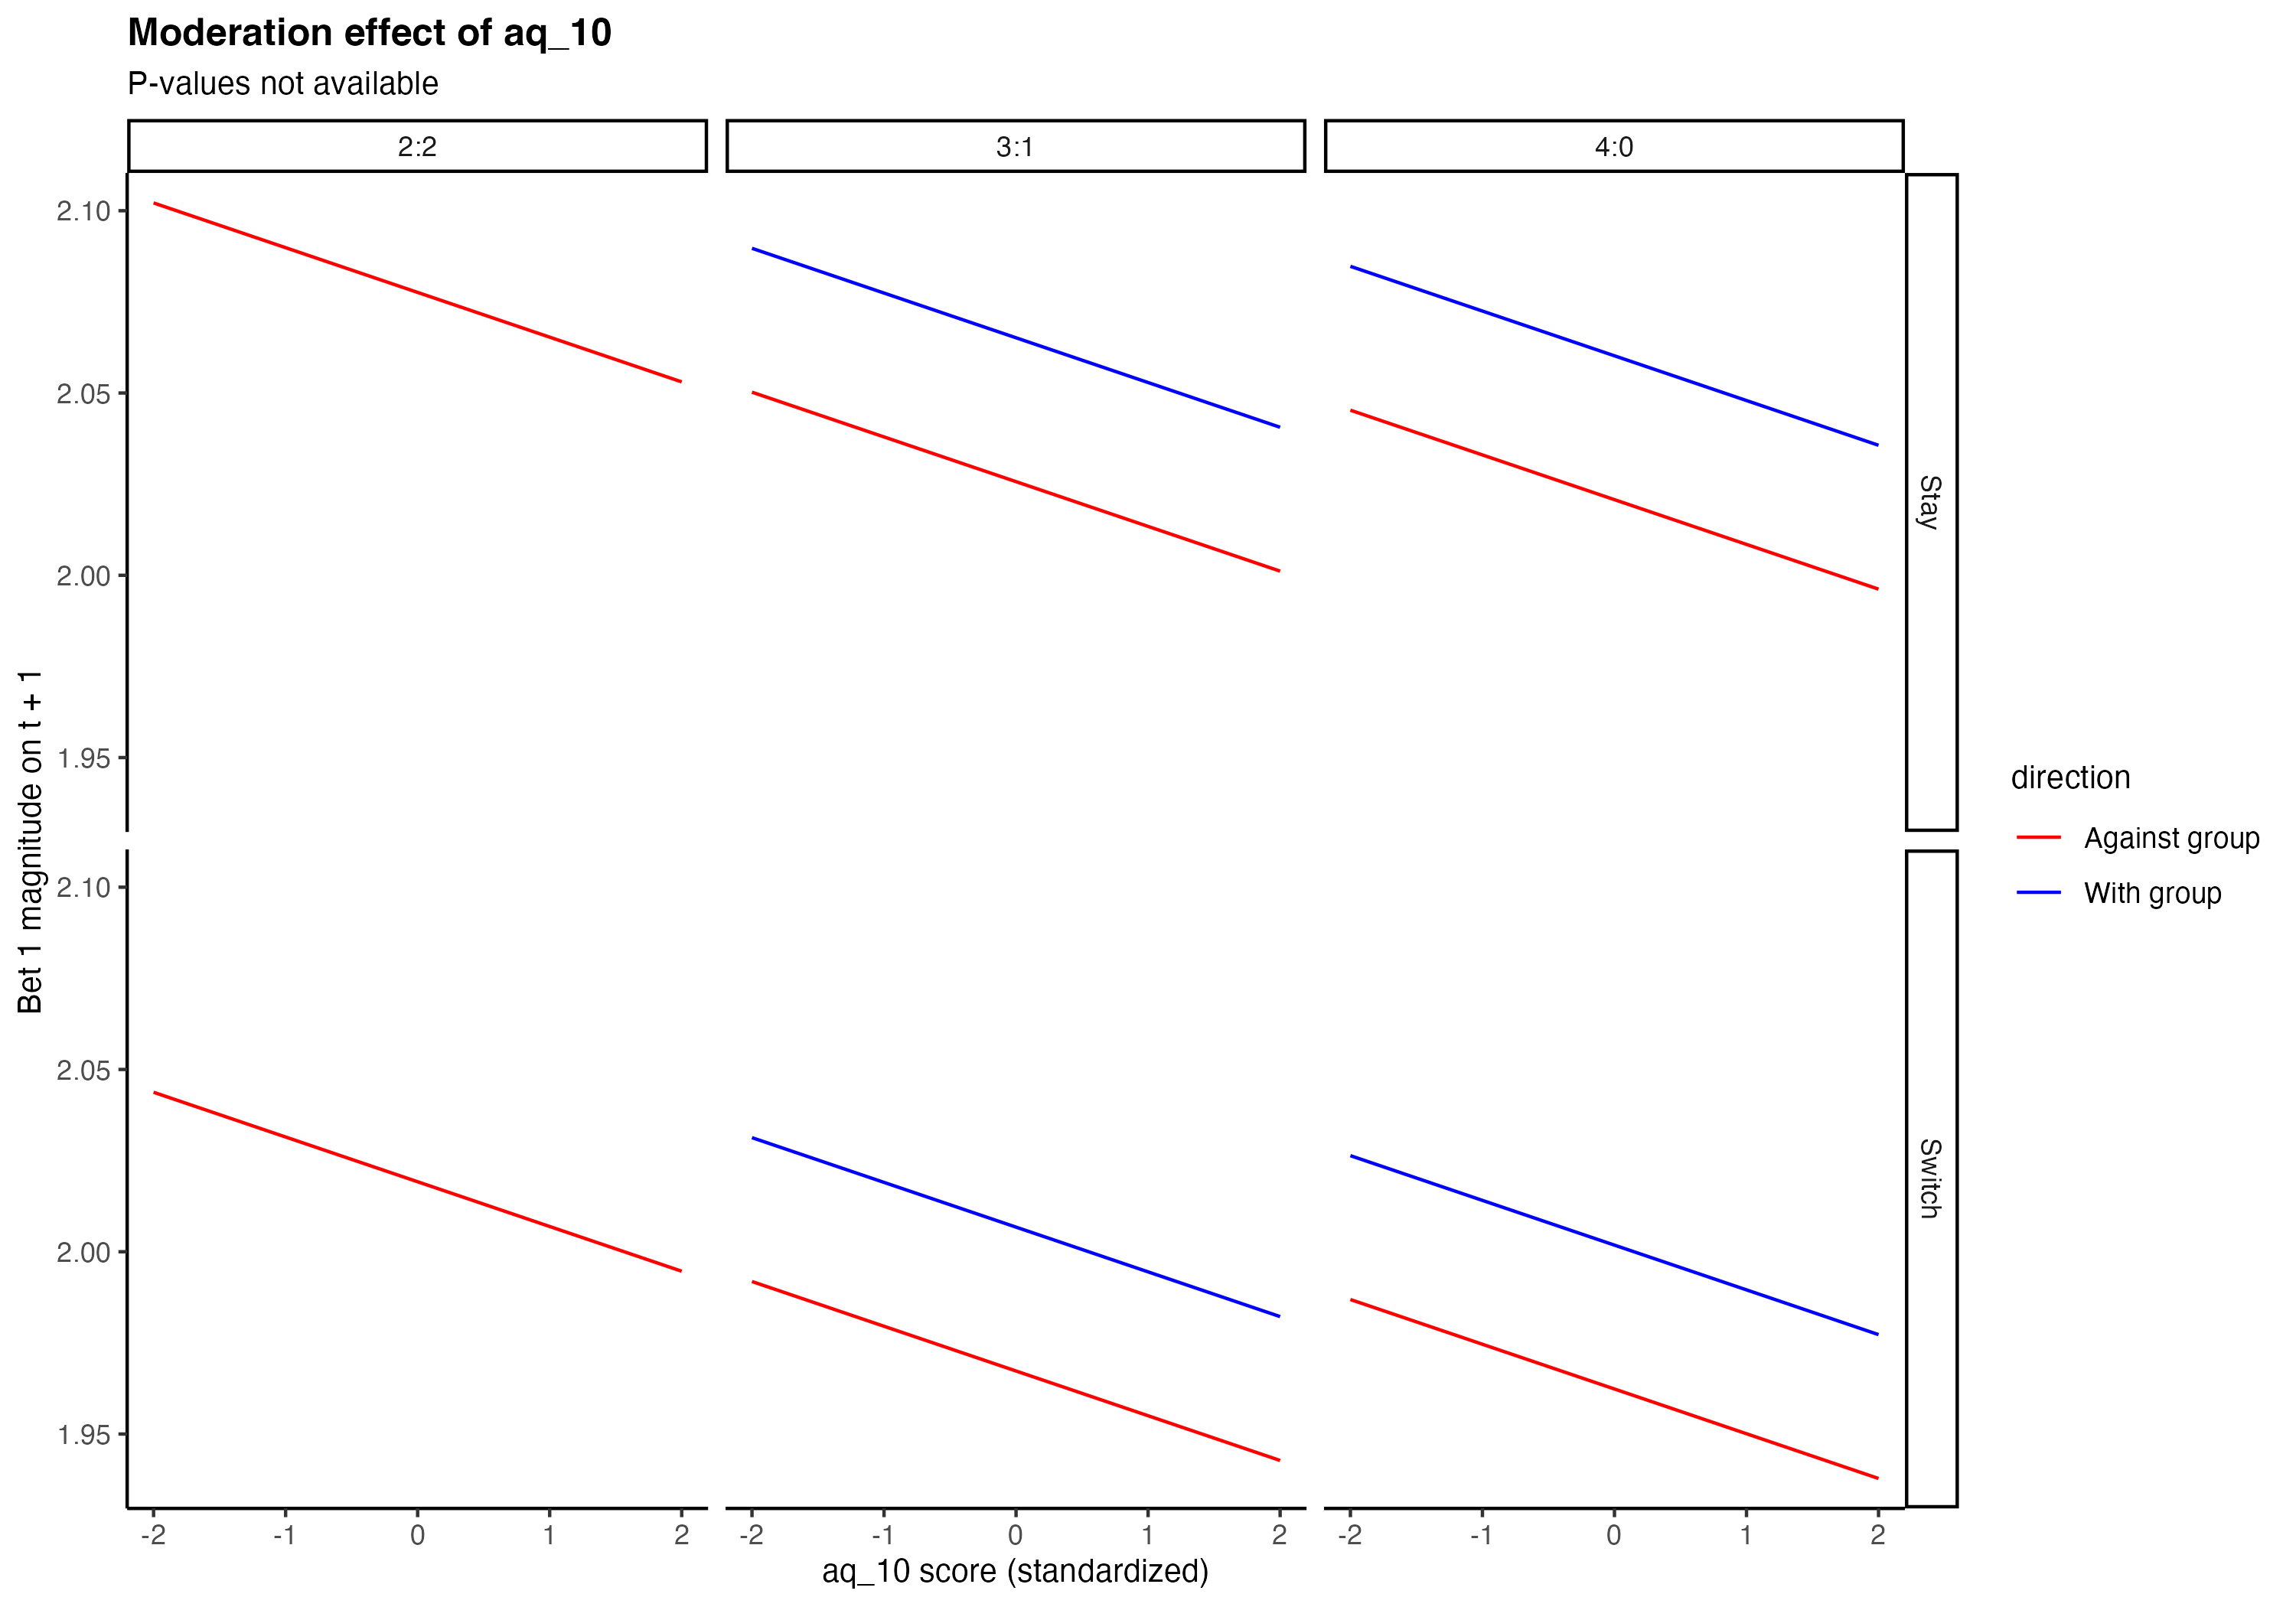 Moderation effect of aq_10
P-values not available
2:2
3:1
4:0
2.10
2.05
2.00
1.95
Stay
2.10
2.05
2.00
1.95
Switch
Bet 1 magnitude on t + 1
-2 -1 0 1 2
-2 -1 0 1 2
-2 -1 0 1 2
aq_10 score (standardized)
direction
Against group
With group